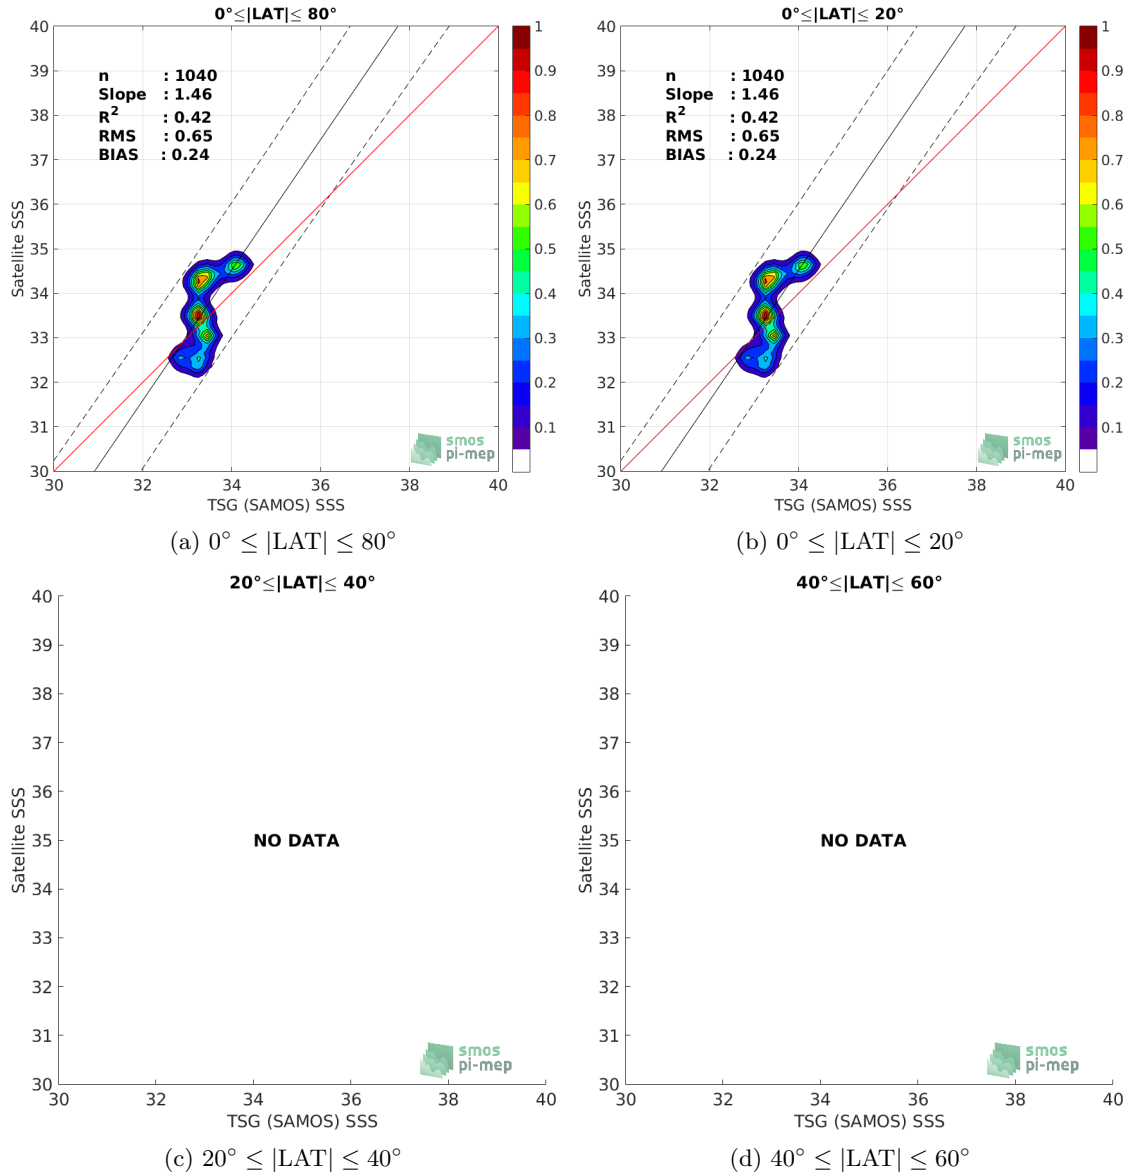 0°≤|LAT|≤ 80°
40
39
38
37
36
35
34
33
32
31
30
Satellite SSS
n : 1040
Slope : 1.46
R² : 0.42
RMS : 0.65
BIAS : 0.24
smos
pi-mep
30 32 34 36 38 40
TSG (SAMOS) SSS
1
0.9
0.8
0.7
0.6
0.5
0.4
0.3
0.2
0.1
(a) 0° ≤ |LAT| ≤ 80°
0°≤|LAT|≤ 20°
40
39
38
37
36
35
34
33
32
31
30
Satellite SSS
n : 1040
Slope : 1.46
R² : 0.42
RMS : 0.65
BIAS : 0.24
smos
pi-mep
30 32 34 36 38 40
TSG (SAMOS) SSS
1
0.9
0.8
0.7
0.6
0.5
0.4
0.3
0.2
0.1
(b) 0° ≤ |LAT| ≤ 20°
20°≤|LAT|≤ 40°
40
39
38
37
36
35
34
33
32
31
30
Satellite SSS
NO DATA
smos
pi-mep
30 32 34 36 38 40
TSG (SAMOS) SSS
(c) 20° ≤ |LAT| ≤ 40°
40°≤|LAT|≤ 60°
40
39
38
37
36
35
34
33
32
31
30
Satellite SSS
NO DATA
smos
pi-mep
30 32 34 36 38 40
TSG (SAMOS) SSS
(d) 40° ≤ |LAT| ≤ 60°